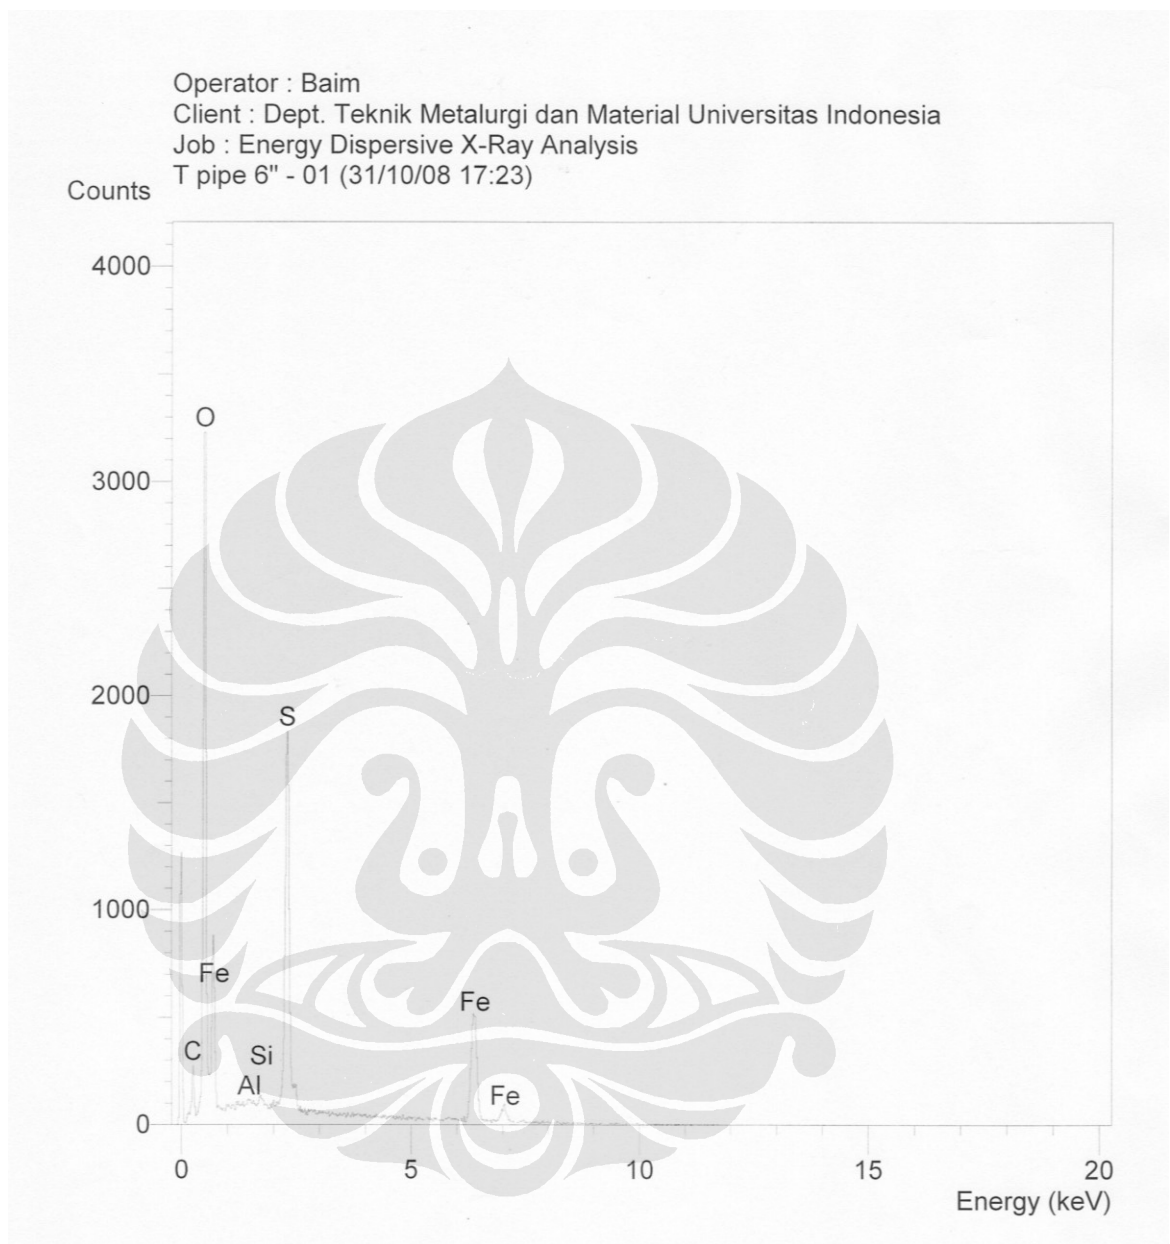 Operator : Baim
Client : Dept. Teknik Metalurgi dan Material Universitas Indonesia
Job : Energy Dispersive X-Ray Analysis
T pipe 6" - 01 (31/10/08 17:23)
Counts
4000
O
3000
2000
S
1000
Fe
Fe
C
Si
Al
Fe
0
0 5 10 15 20
Energy (keV)